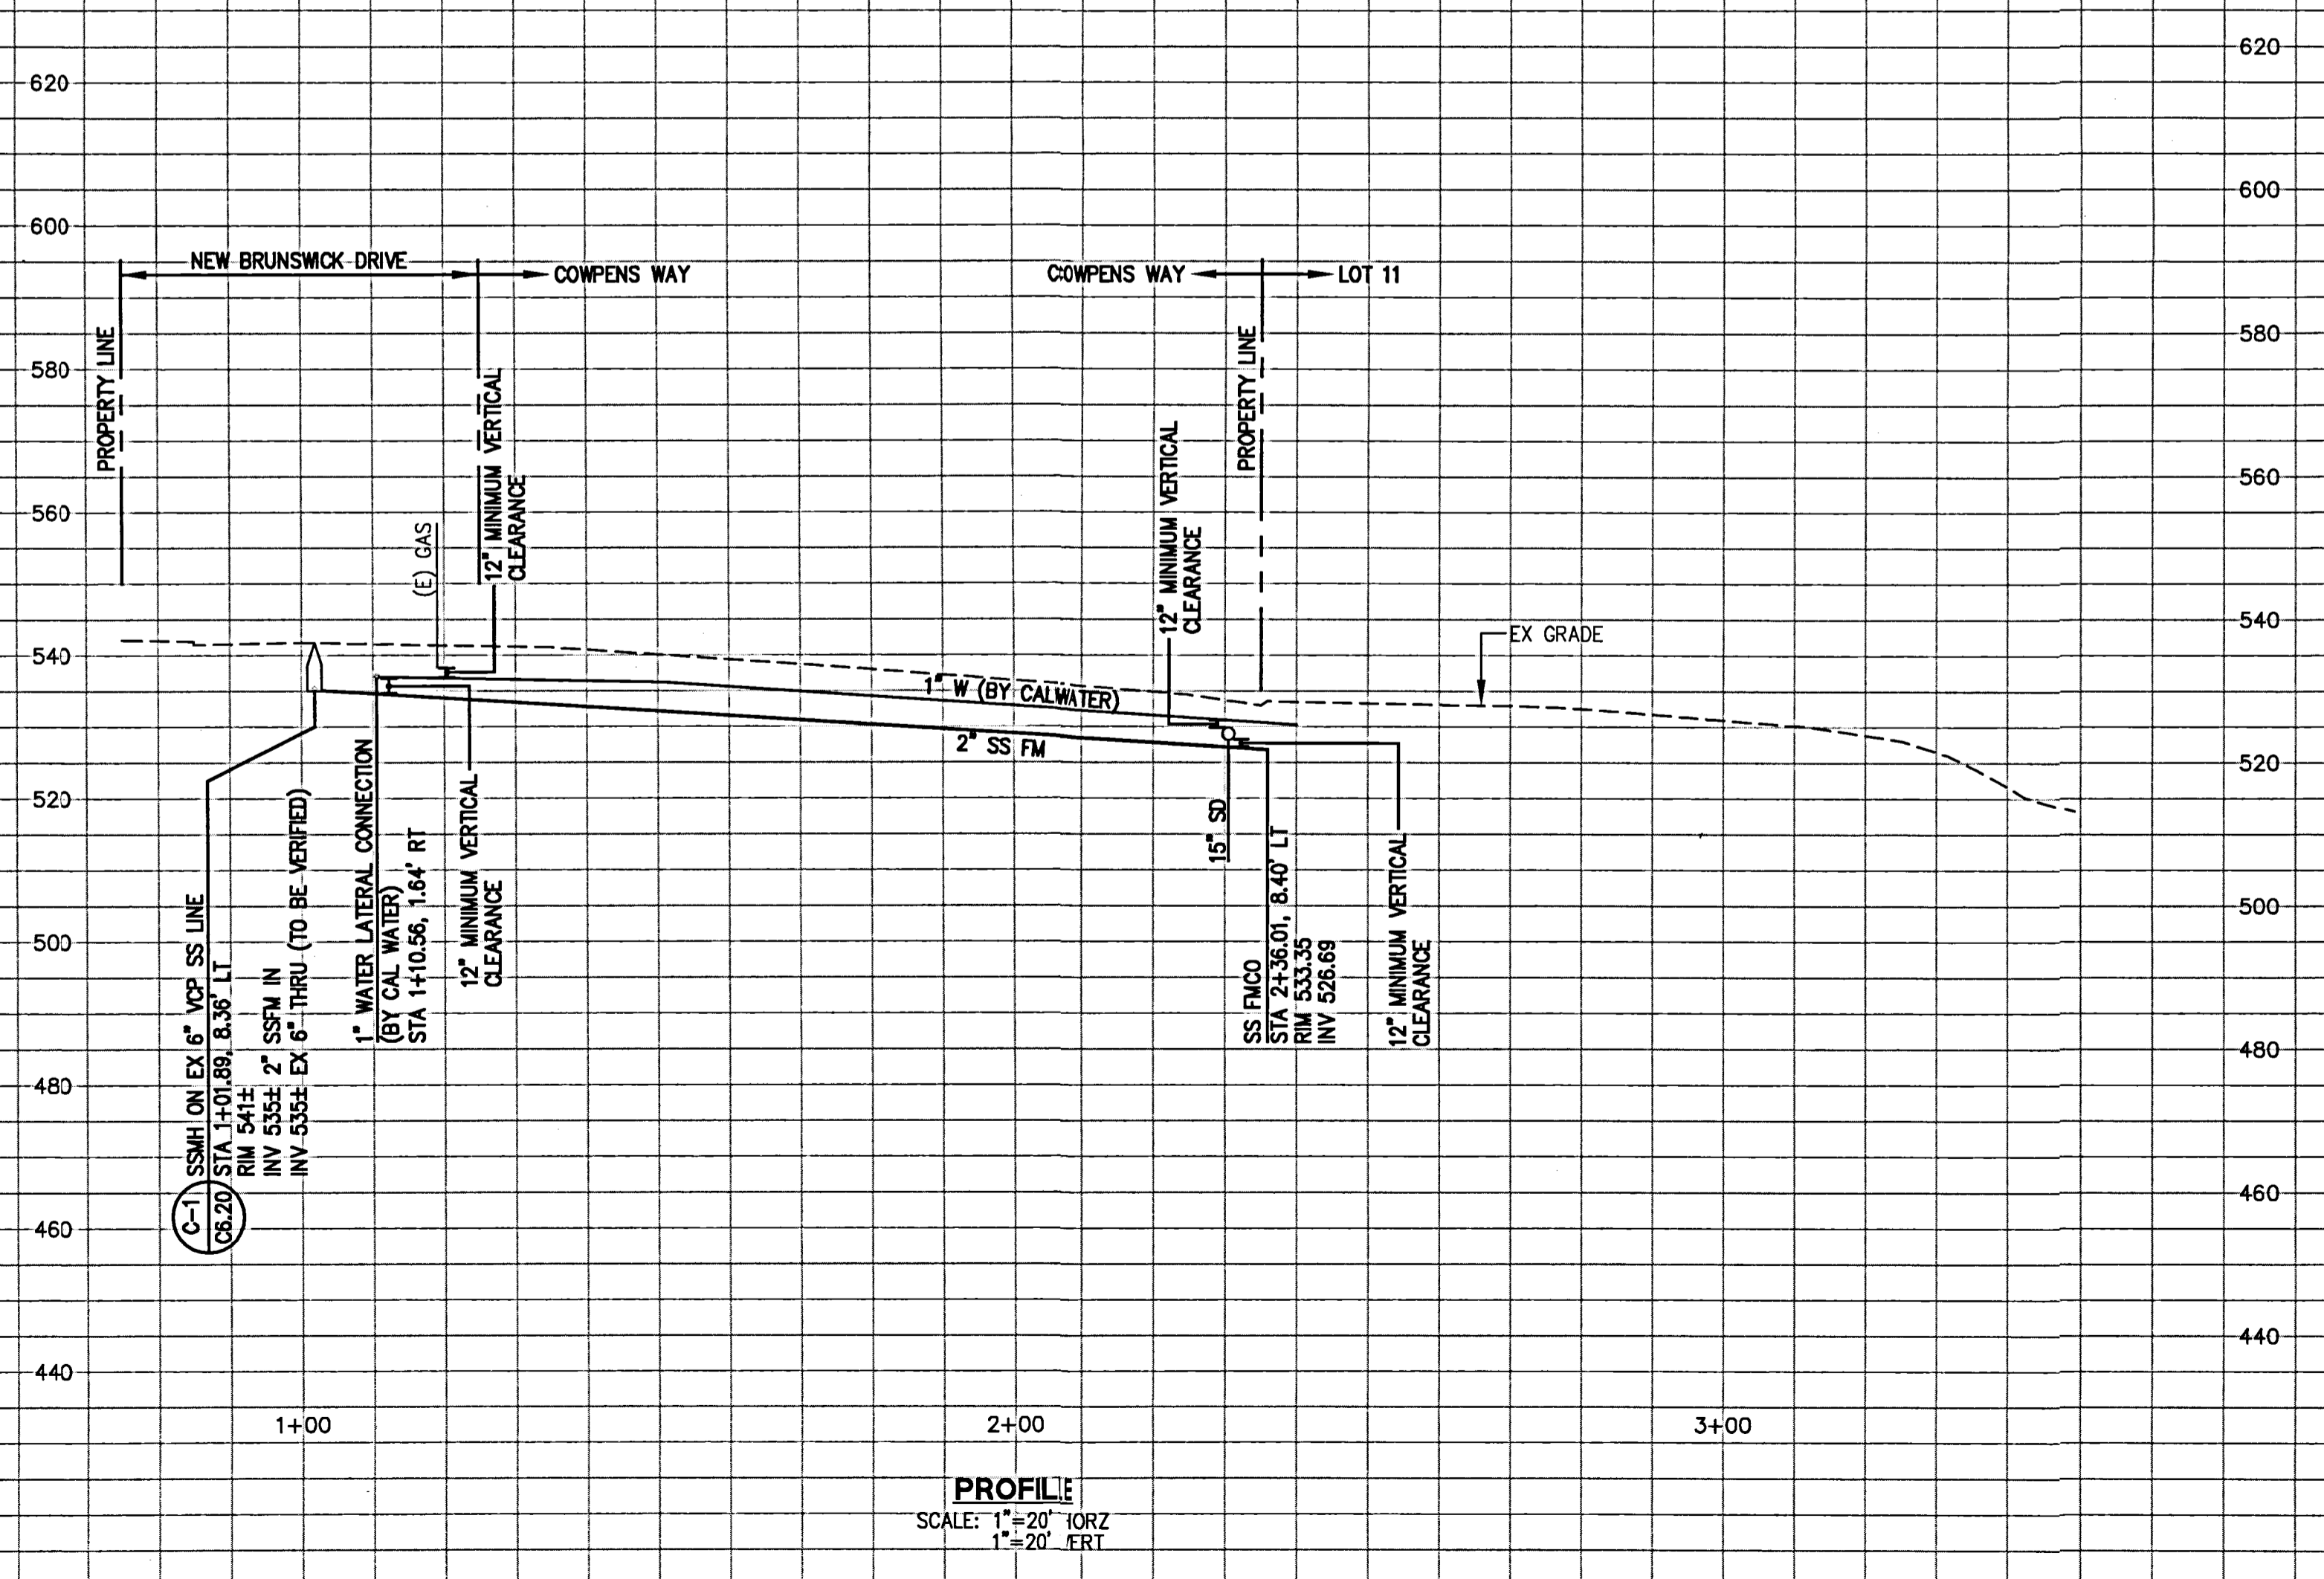 620
620
600
600
NEW BRUNSWICK DRIVE
COWPENS WAY
COWPENS WAY
LOT 11
580
580
PROPERTY LINE
12" MINIMUM VERTICAL
CLEARANCE
12" MINIMUM VERTICAL
CLEARANCE
PROPERTY LINE
560
560
(E) GAS
540
540
EX GRADE
1" W (BY CALWATER)
2" SS FM
520
520
SSMH ON EX 6" VCP SS LINE
STA 1+01.89, 8.36' LT
RIM 541±
INV 535± 2" SSFM IN
INV 535± EX 6" THRU (TO BE VERIFIED)
C-1
C6.20
1" WATER LATERAL CONNECTION
(BY CAL WATER)
STA 1+10.56, 1.64' RT
12" MINIMUM VERTICAL
CLEARANCE
15" SD
SS FMCO
STA 2+36.01, 8.40' LT
RIM 533.35
INV 526.69
12" MINIMUM VERTICAL
CLEARANCE
500
500
480
480
460
460
440
440
1+00
2+00
3+00
PROFILE
SCALE: 1"=20' HORZ
1"=20' VERT